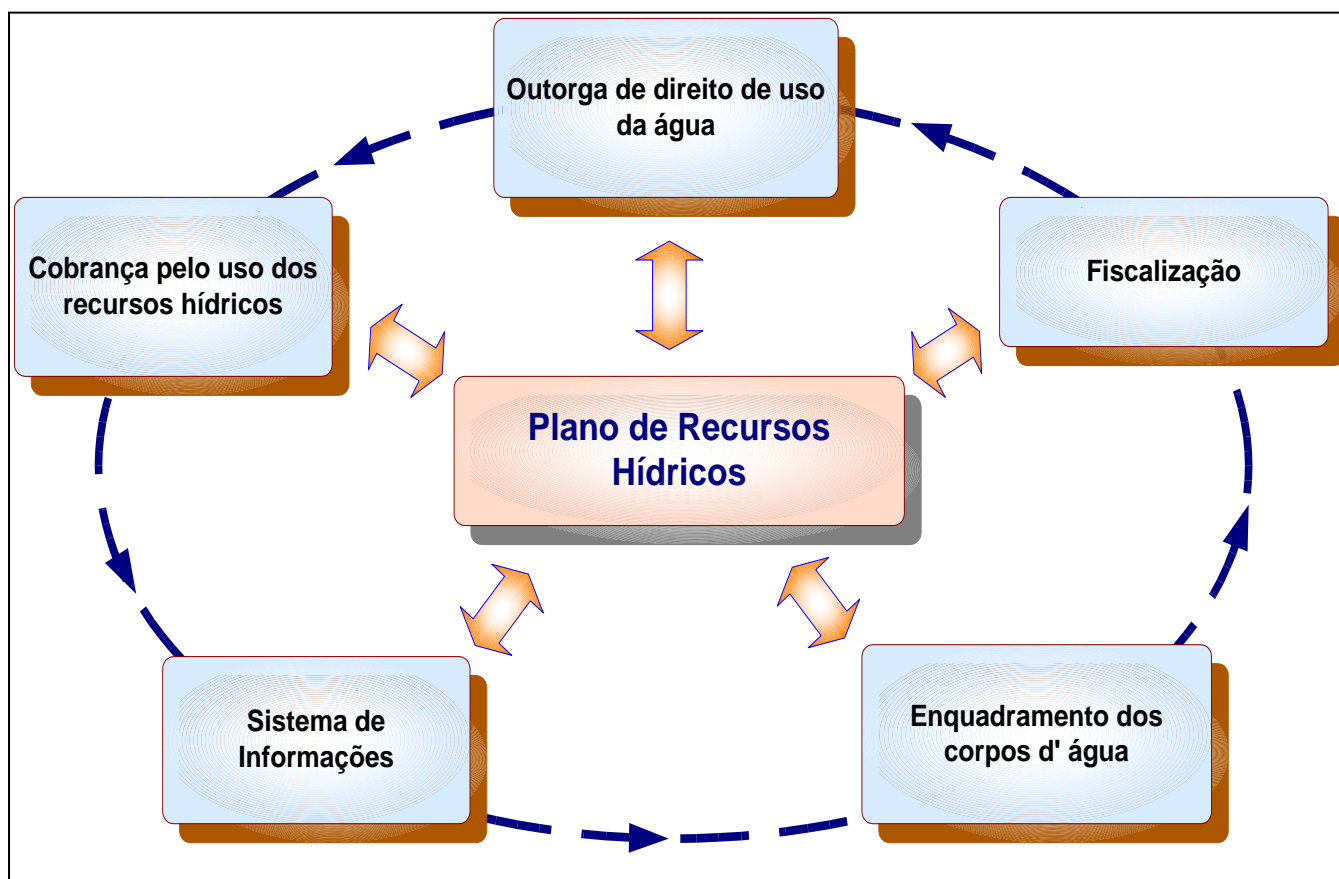 Outorga de direito de uso
da água
Cobrança pelo uso dos
recursos hídricos
Fiscalização
Plano de Recursos
Hídricos
Sistema de
Informações
Enquadramento dos
corpos d' água